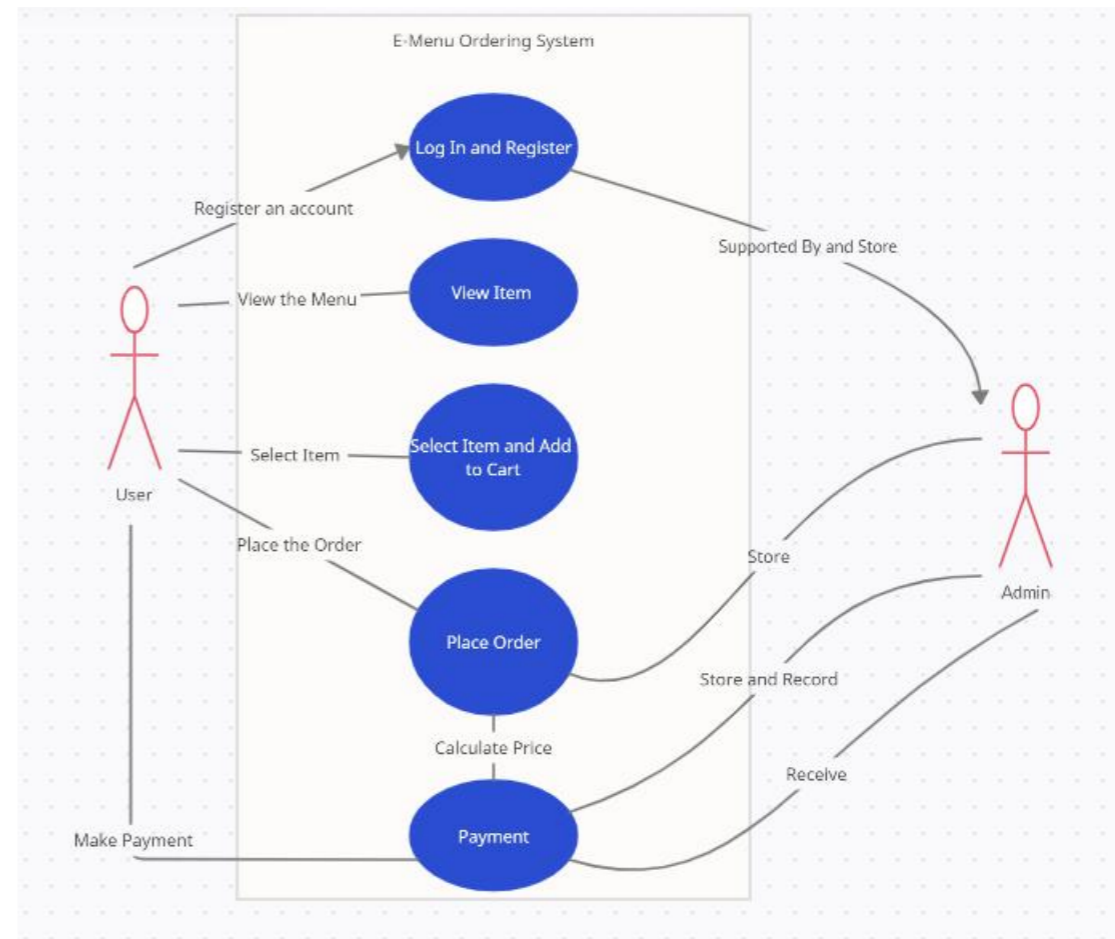 E-Menu Ordering System
Log In and Register
Register an account
Supported By and Store
View Item
View the Menu
Select Item and Add
to Cart
Select Item
User
Place the Order
Store
Admin
Place Order
Store and Record
Calculate Price
Receive
Payment
Make Payment